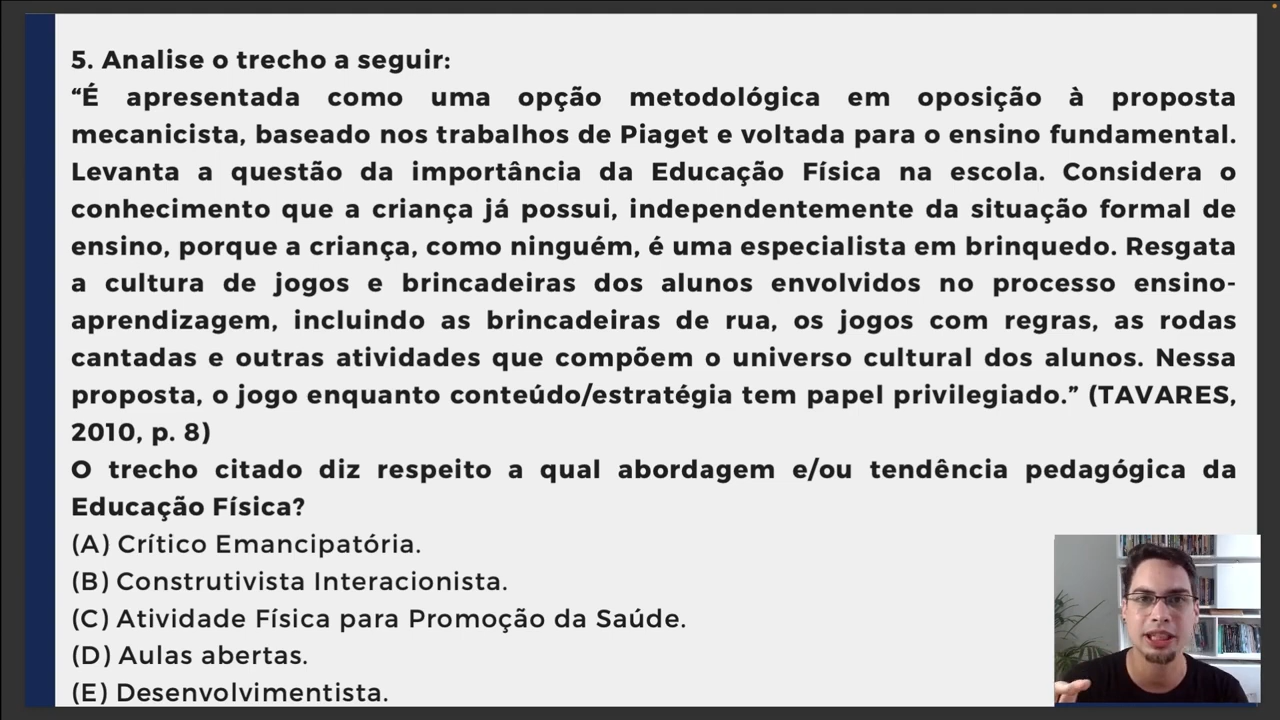 5. Analise o trecho a seguir:
“É apresentada como uma opção metodológica em oposição à proposta
mecanicista, baseado nos trabalhos de Piaget e voltada para o ensino fundamental.
Levanta a questão da importância da Educação Física na escola. Considera o
conhecimento que a criança já possui, independentemente da situação formal de
ensino, porque a criança, como ninguém, é uma especialista em brinquedo. Resgata
a cultura de jogos e brincadeiras dos alunos envolvidos no processo ensino-
aprendizagem, incluindo as brincadeiras de rua, os jogos com regras, as rodas
cantadas e outras atividades que compõem o universo cultural dos alunos. Nessa
proposta, o jogo enquanto conteúdo/estratégia tem papel privilegiado.” (TAVARES,
2010, p. 8)
O trecho citado diz respeito a qual abordagem e/ou tendência pedagógica da
Educação Física?
(A) Crítico Emancipatória.
(B) Construtivista Interacionista.
(C) Atividade Física para Promoção da Saúde.
(D) Aulas abertas.
(E) Desenvolvimentista.